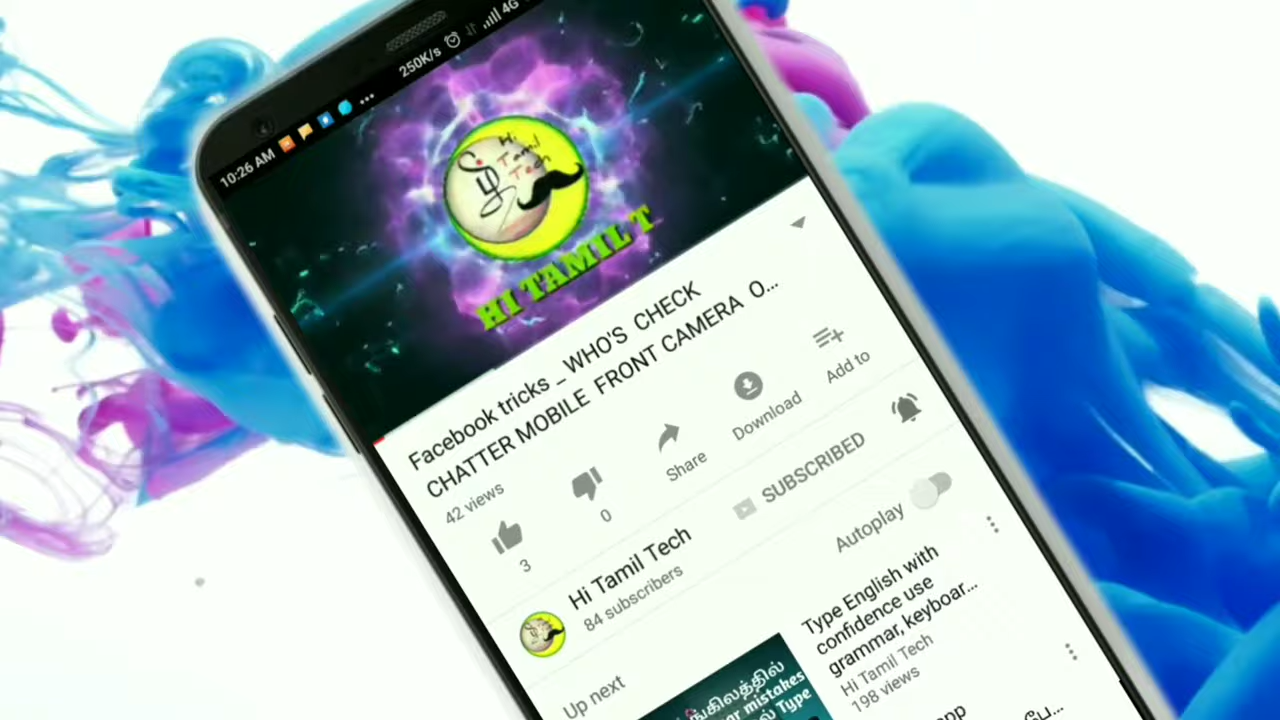 10:26 AM
250K/s
4G
Hi
Tamil
Tech
HI TAMIL T
Facebook tricks _ WHO'S CHECK
CHATTER MOBILE FRONT CAMERA O...
42 views
3
0
Share
Download
Add to
Hi Tamil Tech
84 subscribers
SUBSCRIBED
Autoplay
Up next
Type English with
confidence use
grammar, keyboar...
Hi Tamil Tech
198 views
mistakes
Type